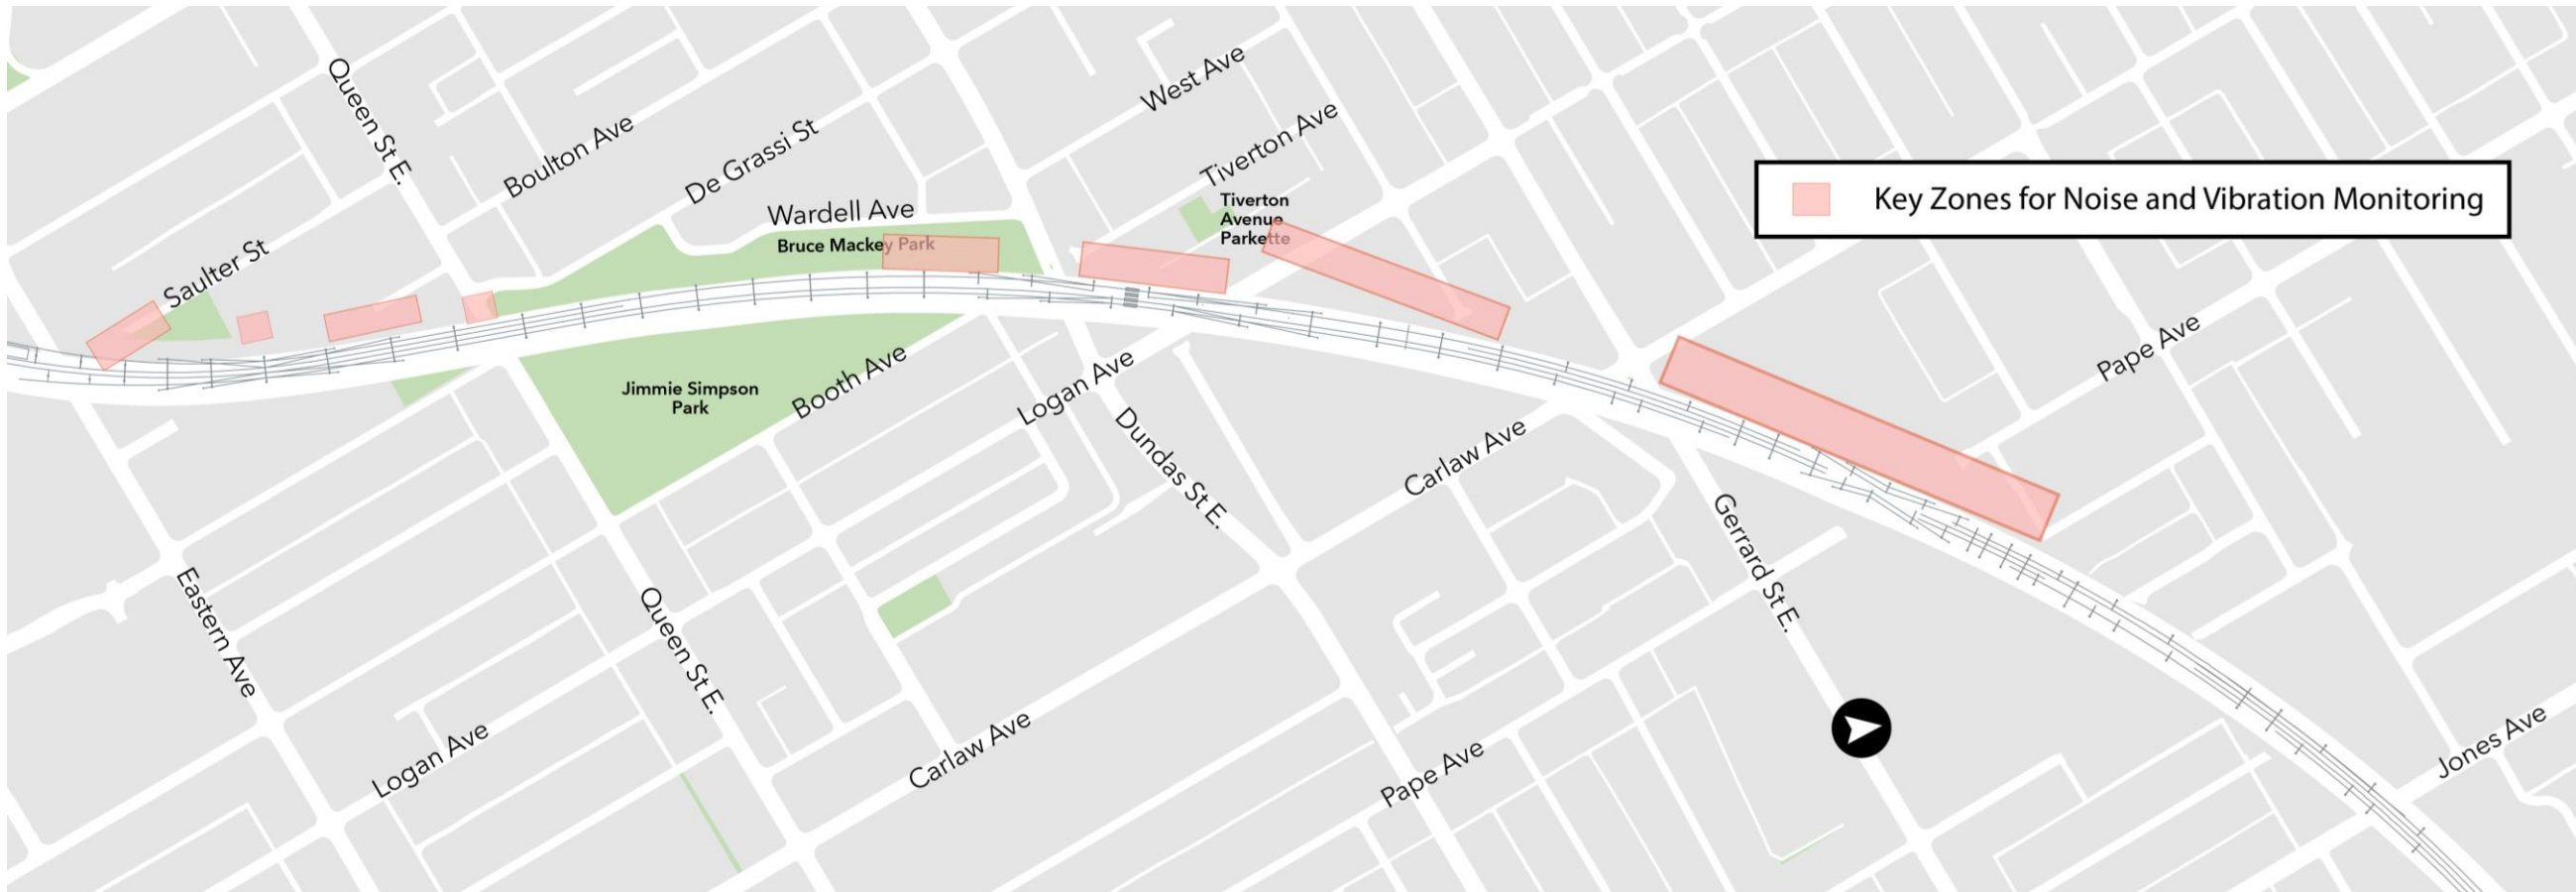 Queen St E.
Boulton Ave
De Grassi St
West Ave
Tiverton Ave
Tiverton
Avenue
Parkette
Key Zones for Noise and Vibration Monitoring
Wardell Ave
Bruce Mackey Park
Saulter St
Jimmie Simpson
Park
Booth Ave
Logan Ave
Dundas St E.
Carlaw Ave
Pape Ave
Gerrard St E.
Eastern Ave
Queen St E.
Logan Ave
Carlaw Ave
Pape Ave
Jones Ave